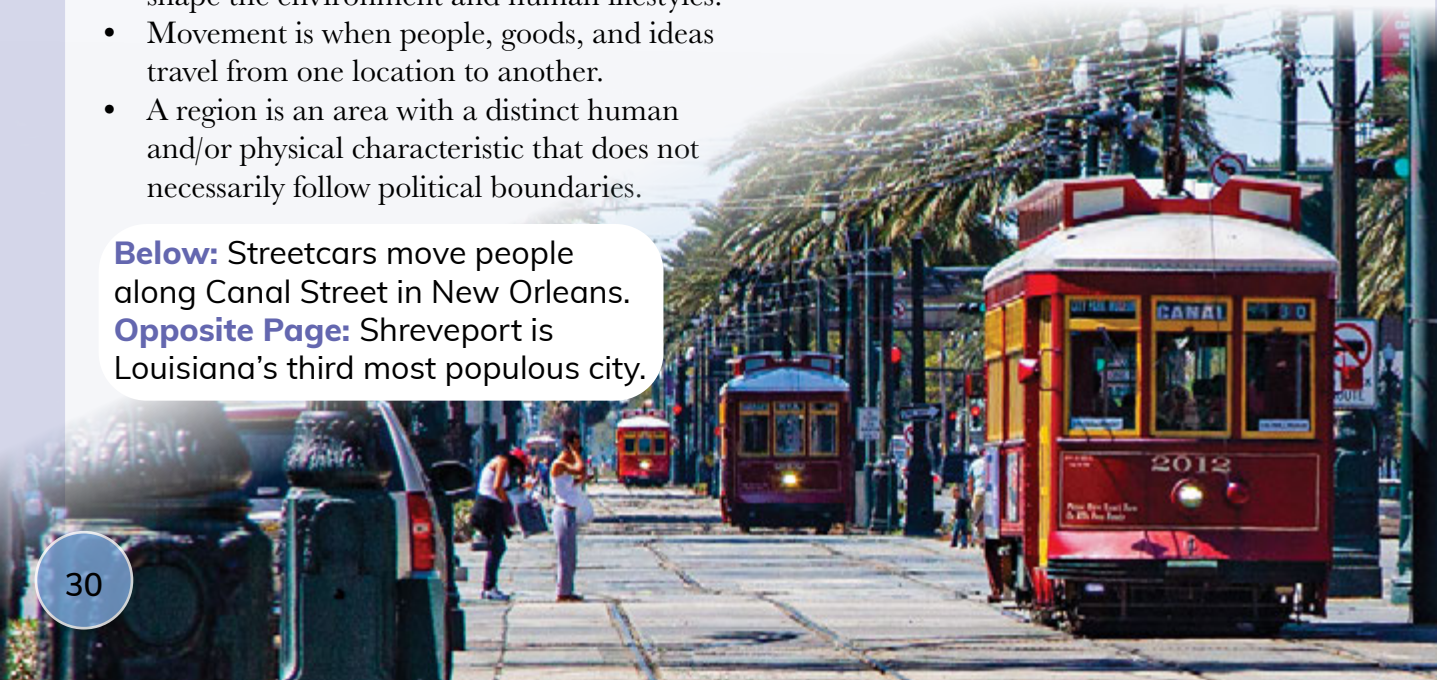 shape the environment and human lifestyles.
• Movement is when people, goods, and ideas
travel from one location to another.
• A region is an area with a distinct human
and/or physical characteristic that does not
necessarily follow political boundaries.
Below: Streetcars move people
along Canal Street in New Orleans.
Opposite Page: Shreveport is
Louisiana’s third most populous city.
CANAL
2012
30